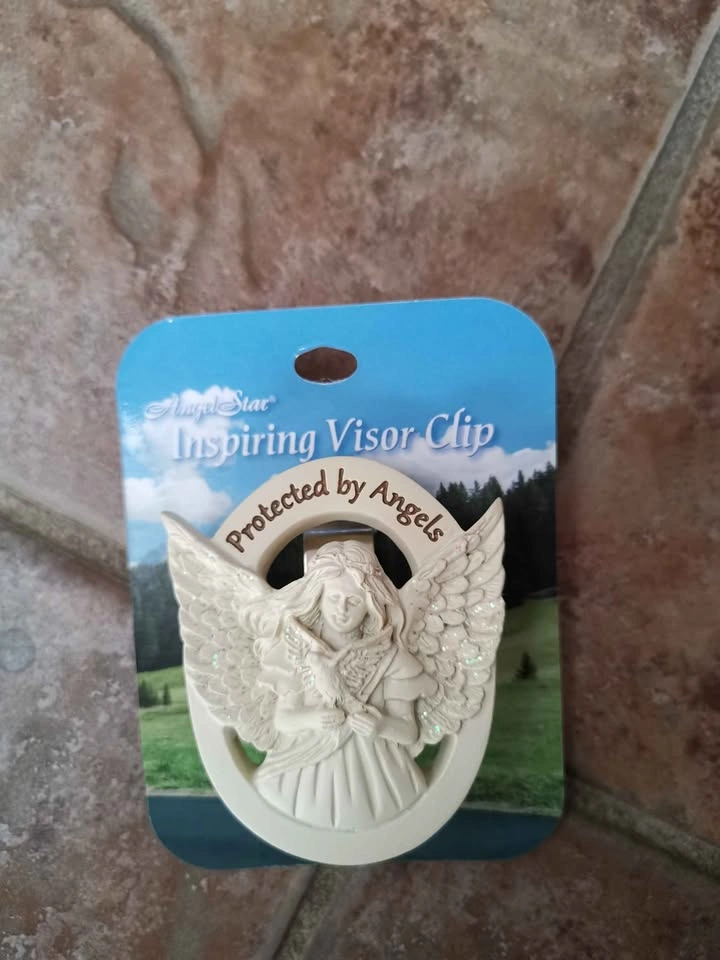 AngelStar®
Inspiring Visor Clip
Protected by Angels